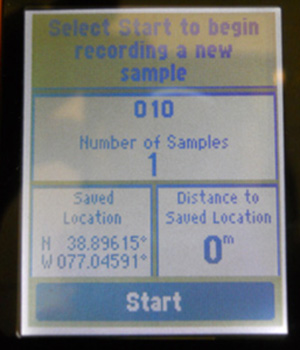 Select Start to begin
recording a new
sample
010
Number of Samples
1
Saved
Location
N 38.89615°
W 077.04591°
Distance to
Saved Location
0m
Start